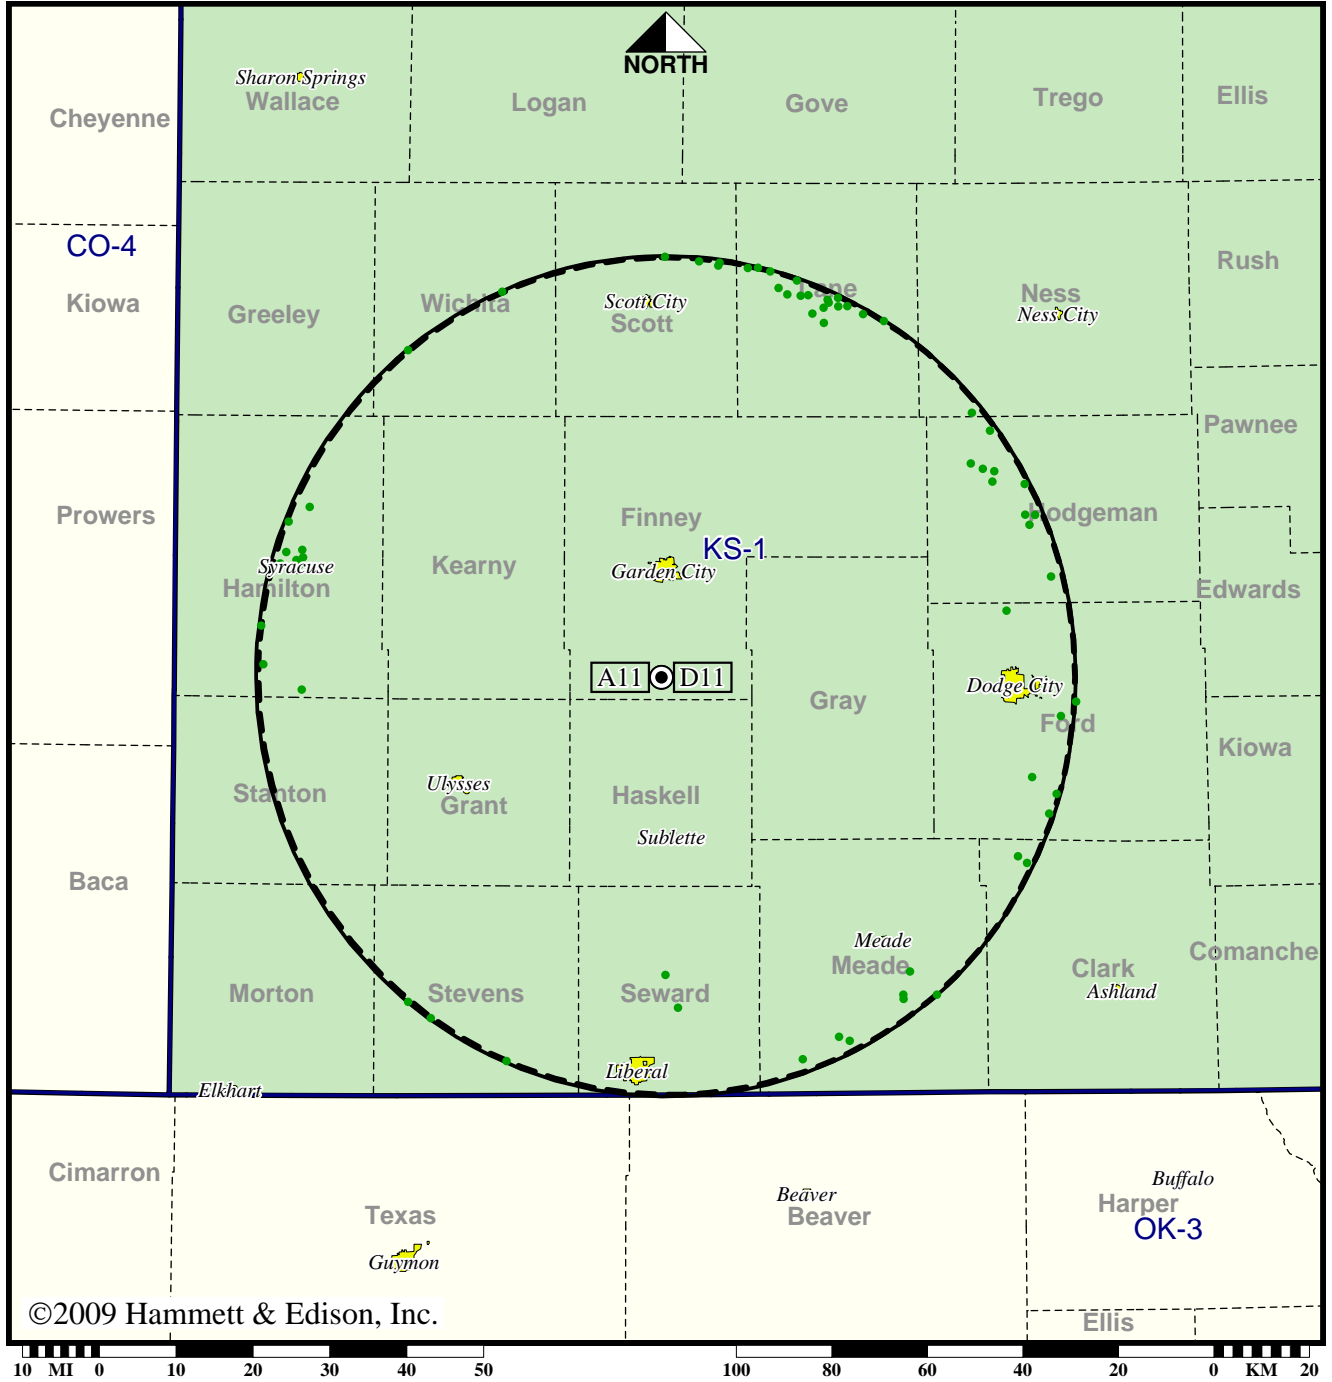 NORTH
Sharon Springs
Wallace
Logan
Gove
Trego
Ellis
Cheyenne
CO-4
Kiowa
Greeley
Wichita
Scott City
Scott
Lane
Ness
Ness City
Rush
Pawnee
Prowers
Finney
KS-1
Hodgeman
Kearny
Garden City
Syracuse
Hamilton
Edwards
A11
D11
Gray
Dodge City
Ford
Kiowa
Stanton
Ulysses
Grant
Haskell
Sublette
Baca
Meade
Meade
Clark
Ashland
Comanche
Morton
Stevens
Seward
Liberal
Elkhart
Cimarron
Texas
Guymon
Beaver
Beaver
Buffalo
Harper
OK-3
Ellis
©2009 Hammett & Edison, Inc.
10 MI 0 10 20 30 40 50 100 80 60 40 20 0 KM 20